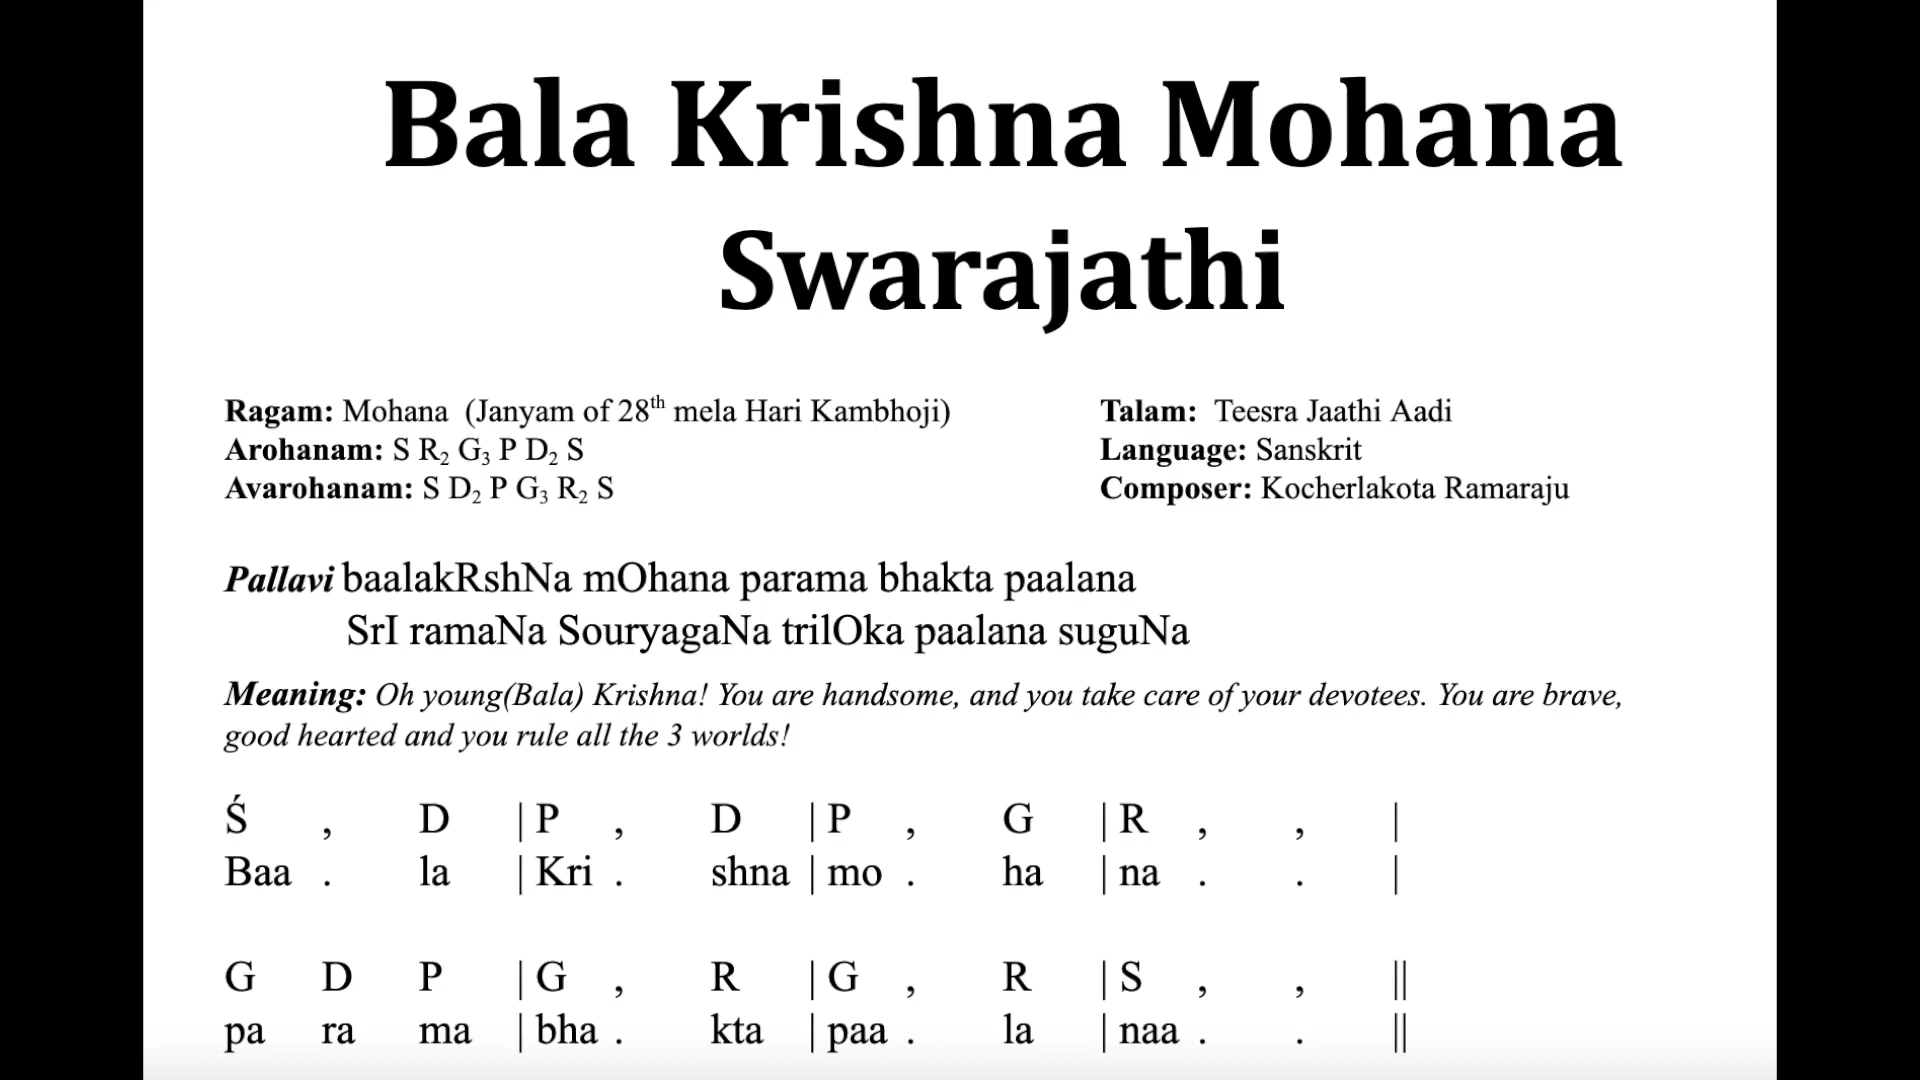 Bala Krishna Mohana
Swarajathi
Ragam: Mohana (Janyam of 28th mela Hari Kambhoji) Talam: Teesra Jaathi Aadi
Arohanam: S R₂ G₃ P D₂ S Language: Sanskrit
Avarohanam: S D₂ P G₃ R₂ S Composer: Kocherlakota Ramaraju
Pallavi baalakRshNa mOhana parama bhakta paalana
SrI ramaNa SouryagaNa trilOka paalana suguNa
Meaning: Oh young(Bala) Krishna! You are handsome, and you take care of your devotees. You are brave,
good hearted and you rule all the 3 worlds!
Ś , D | P , D | P , G | R , , |
Baa . la | Kri . shna | mo . ha | na . . |
G D P | G , R | G , R | S , , ||
pa ra ma | bha . kta | paa . la | naa . . ||